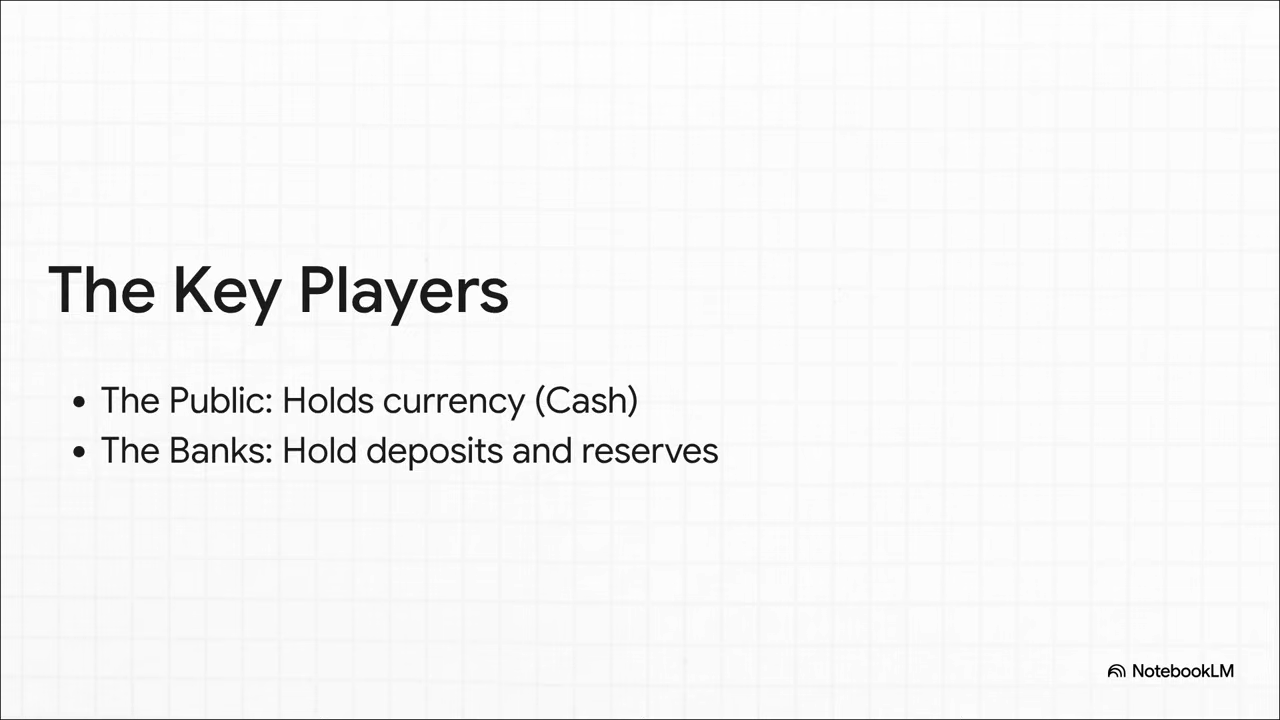 The Key Players
• The Public: Holds currency (Cash)
• The Banks: Hold deposits and reserves
NotebookLM